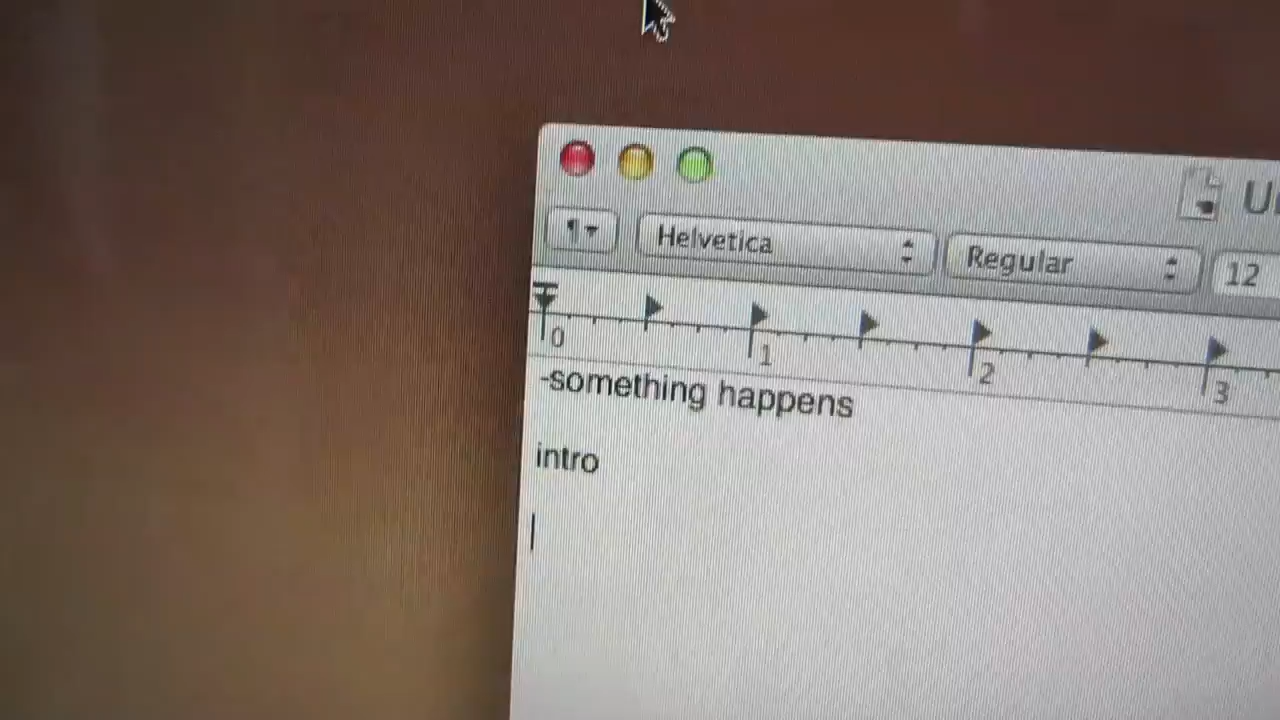 ¶
Helvetica Regular 12
0 1 2 3
-something happens
intro